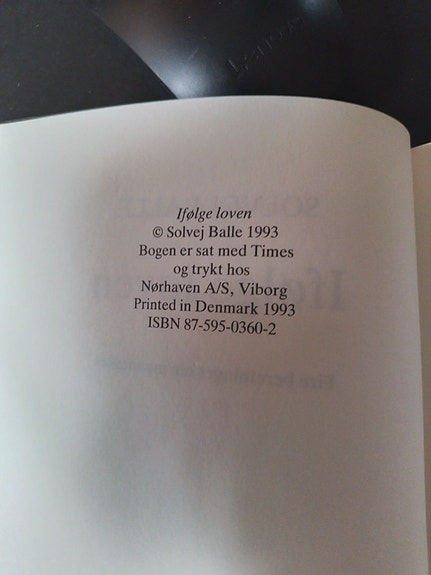 Ifølge loven
© Solvej Balle 1993
Bogen er sat med Times
og trykt hos
Nørhaven A/S, Viborg
Printed in Denmark 1993
ISBN 87-595-0360-2